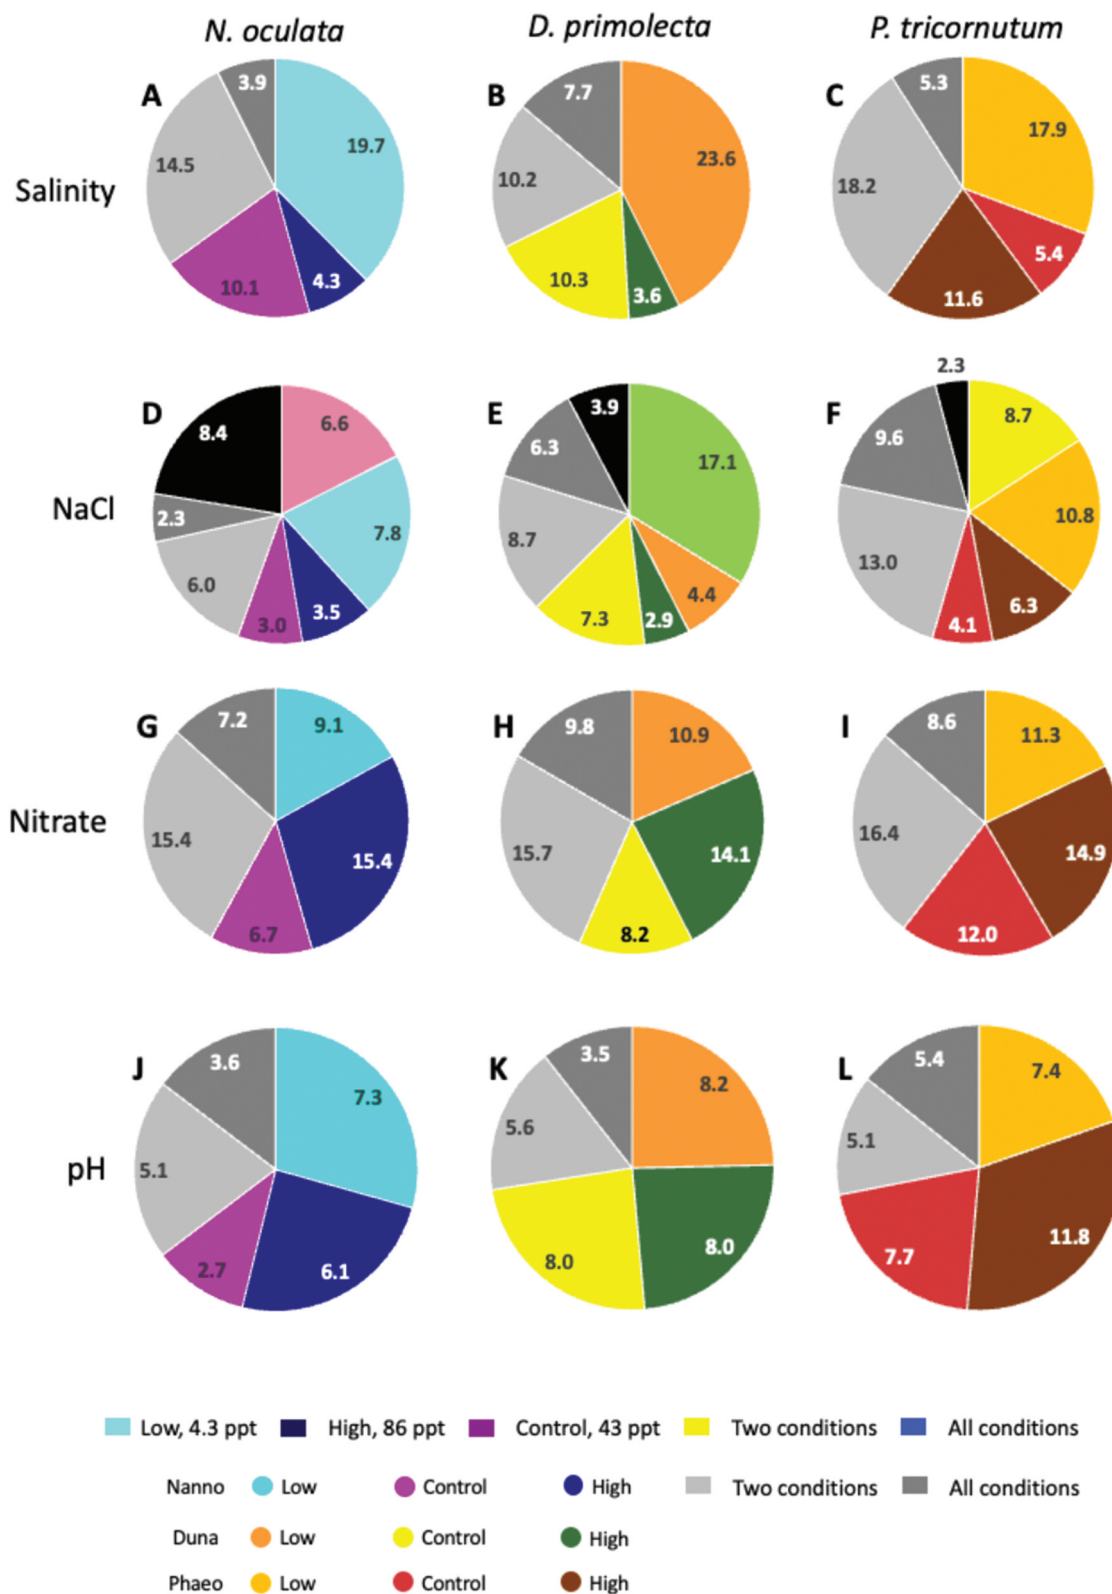 N. oculata D. primolecta P. tricornutum
A 3.9 19.7 14.5 10.1 4.3 B 7.7 23.6 10.2 10.3 3.6 C 5.3 17.9 18.2 5.4 11.6
Salinity
D 8.4 6.6 2.3 7.8 6.0 3.0 3.5 E 3.9 6.3 17.1 8.7 4.4 7.3 2.9 F 2.3 9.6 8.7 10.8 13.0 6.3 4.1
NaCl
G 7.2 9.1 15.4 15.4 6.7 H 9.8 10.9 15.7 14.1 8.2 I 8.6 11.3 16.4 14.9 12.0
Nitrate
J 3.6 7.3 5.1 2.7 6.1 K 3.5 8.2 5.6 8.0 8.0 L 5.4 7.4 5.1 7.7 11.8
pH
Low, 4.3 ppt High, 86 ppt Control, 43 ppt Two conditions All conditions
Nanno Low Control High Two conditions All conditions
Duna Low Control High
Phaeo Low Control High